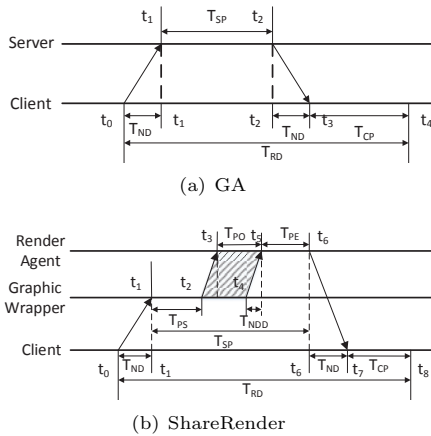 t1 TSP t2
Server
Client
t0 TND t1 t2 TND t3 TCP t4
TRD
(a) GA
t3 TPO t5 TPE t6
Render
Agent
t1 t2 t4
Graphic
Wrapper
TPS TNDD
TSP
Client
t0 TND t1 t6 TND t7 TCP t8
TRD
(b) ShareRender